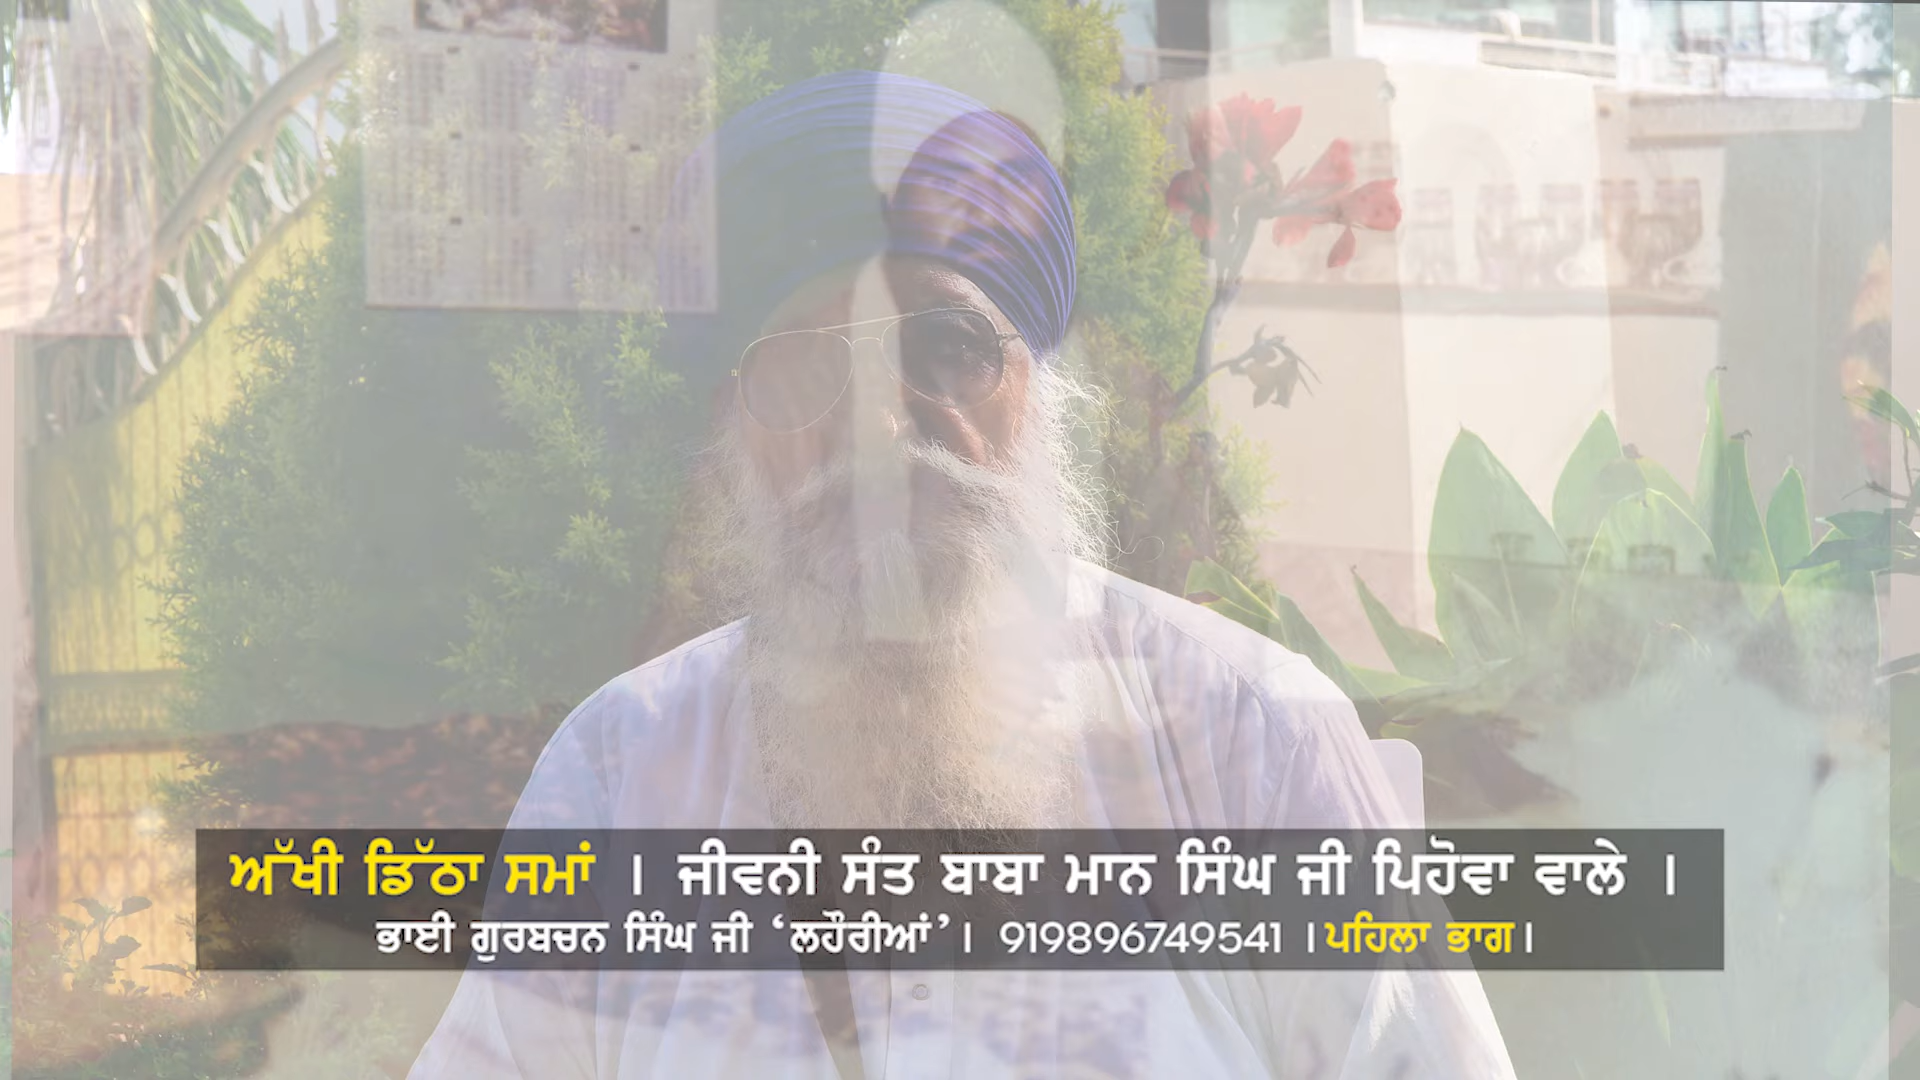 ਅੱਖੀ ਡਿੱਠਾ ਸਮਾਂ । ਜੀਵਨੀ ਸੰਤ ਬਾਬਾ ਮਾਨ ਸਿੰਘ ਜੀ ਪਿਹੋਵਾ ਵਾਲੇ ।
ਭਾਈ ਗੁਰਬਚਨ ਸਿੰਘ ਜੀ ‘ਲਹੌਰੀਆਂ’। 919896749541 ।ਪਹਿਲਾ ਭਾਗ।